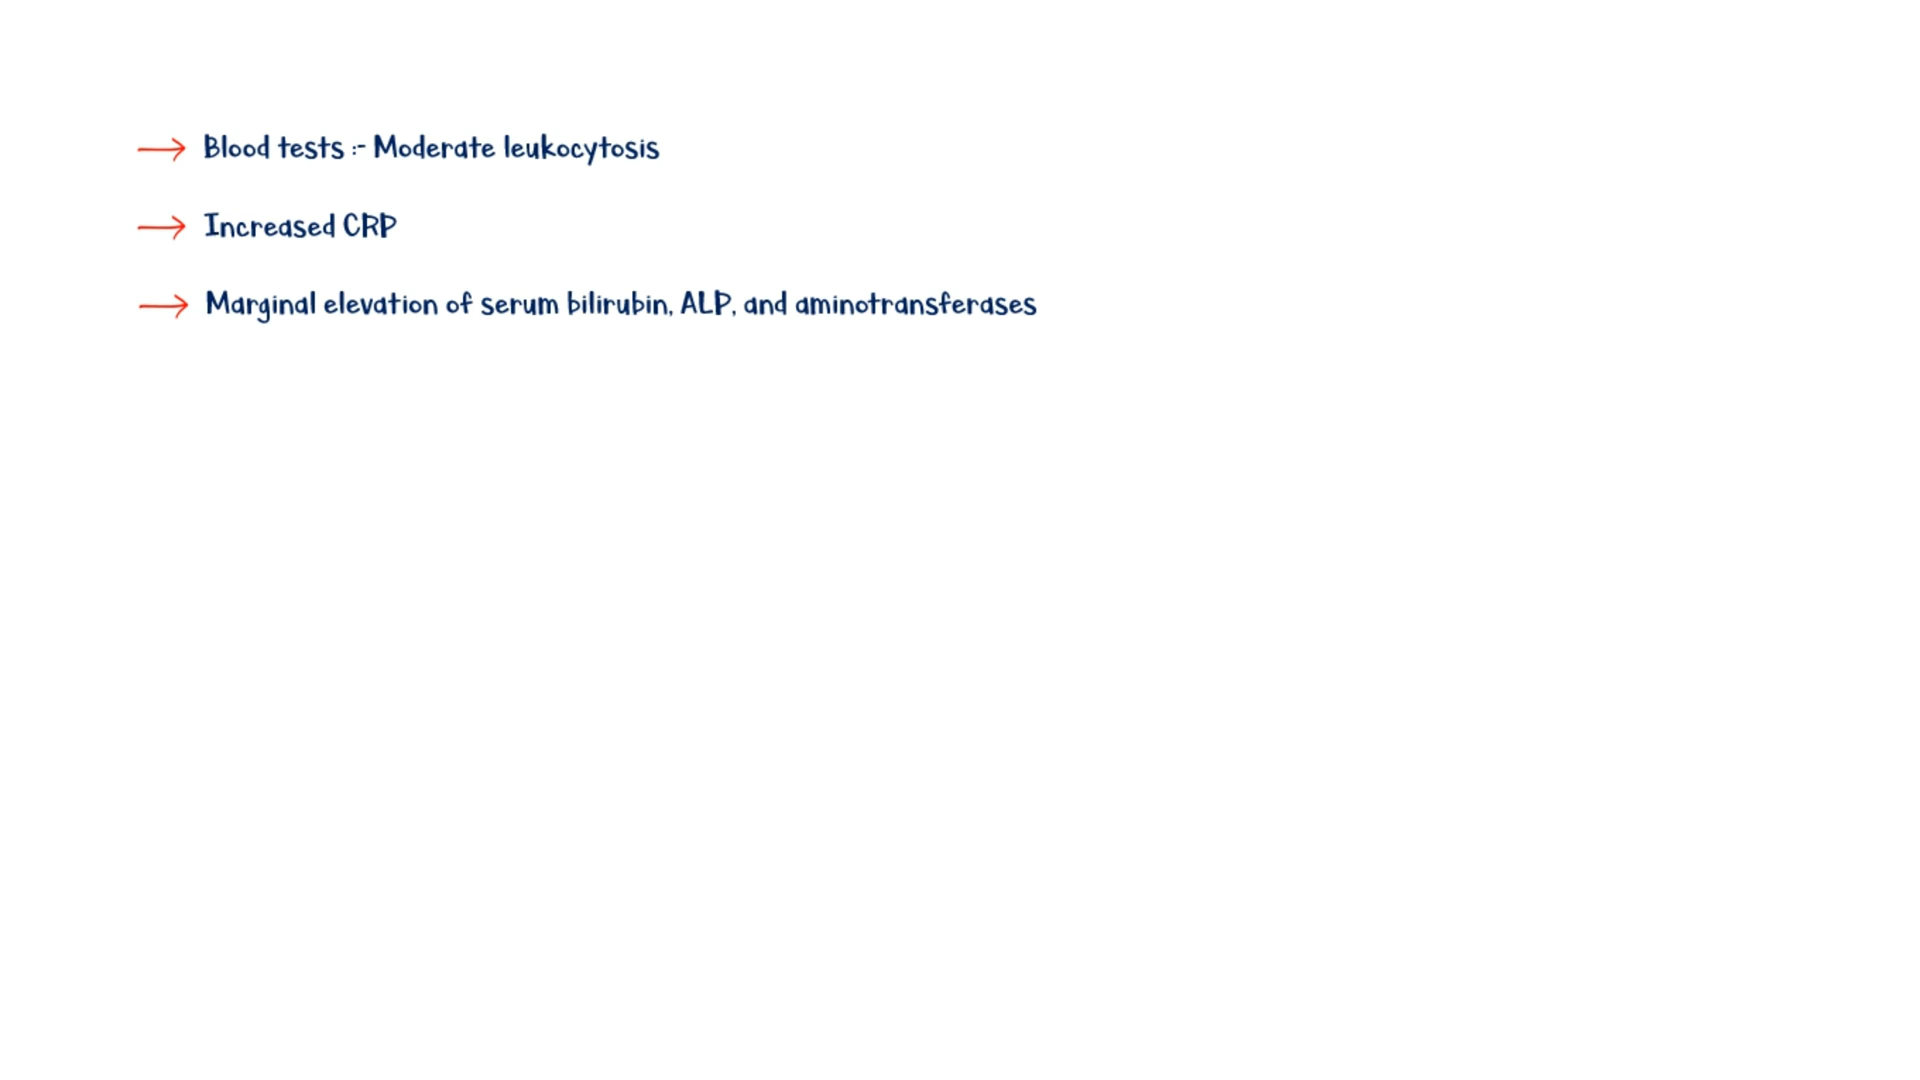 → Blood tests :- Moderate leukocytosis
→ Increased CRP
→ Marginal elevation of serum bilirubin, ALP, and aminotransferases